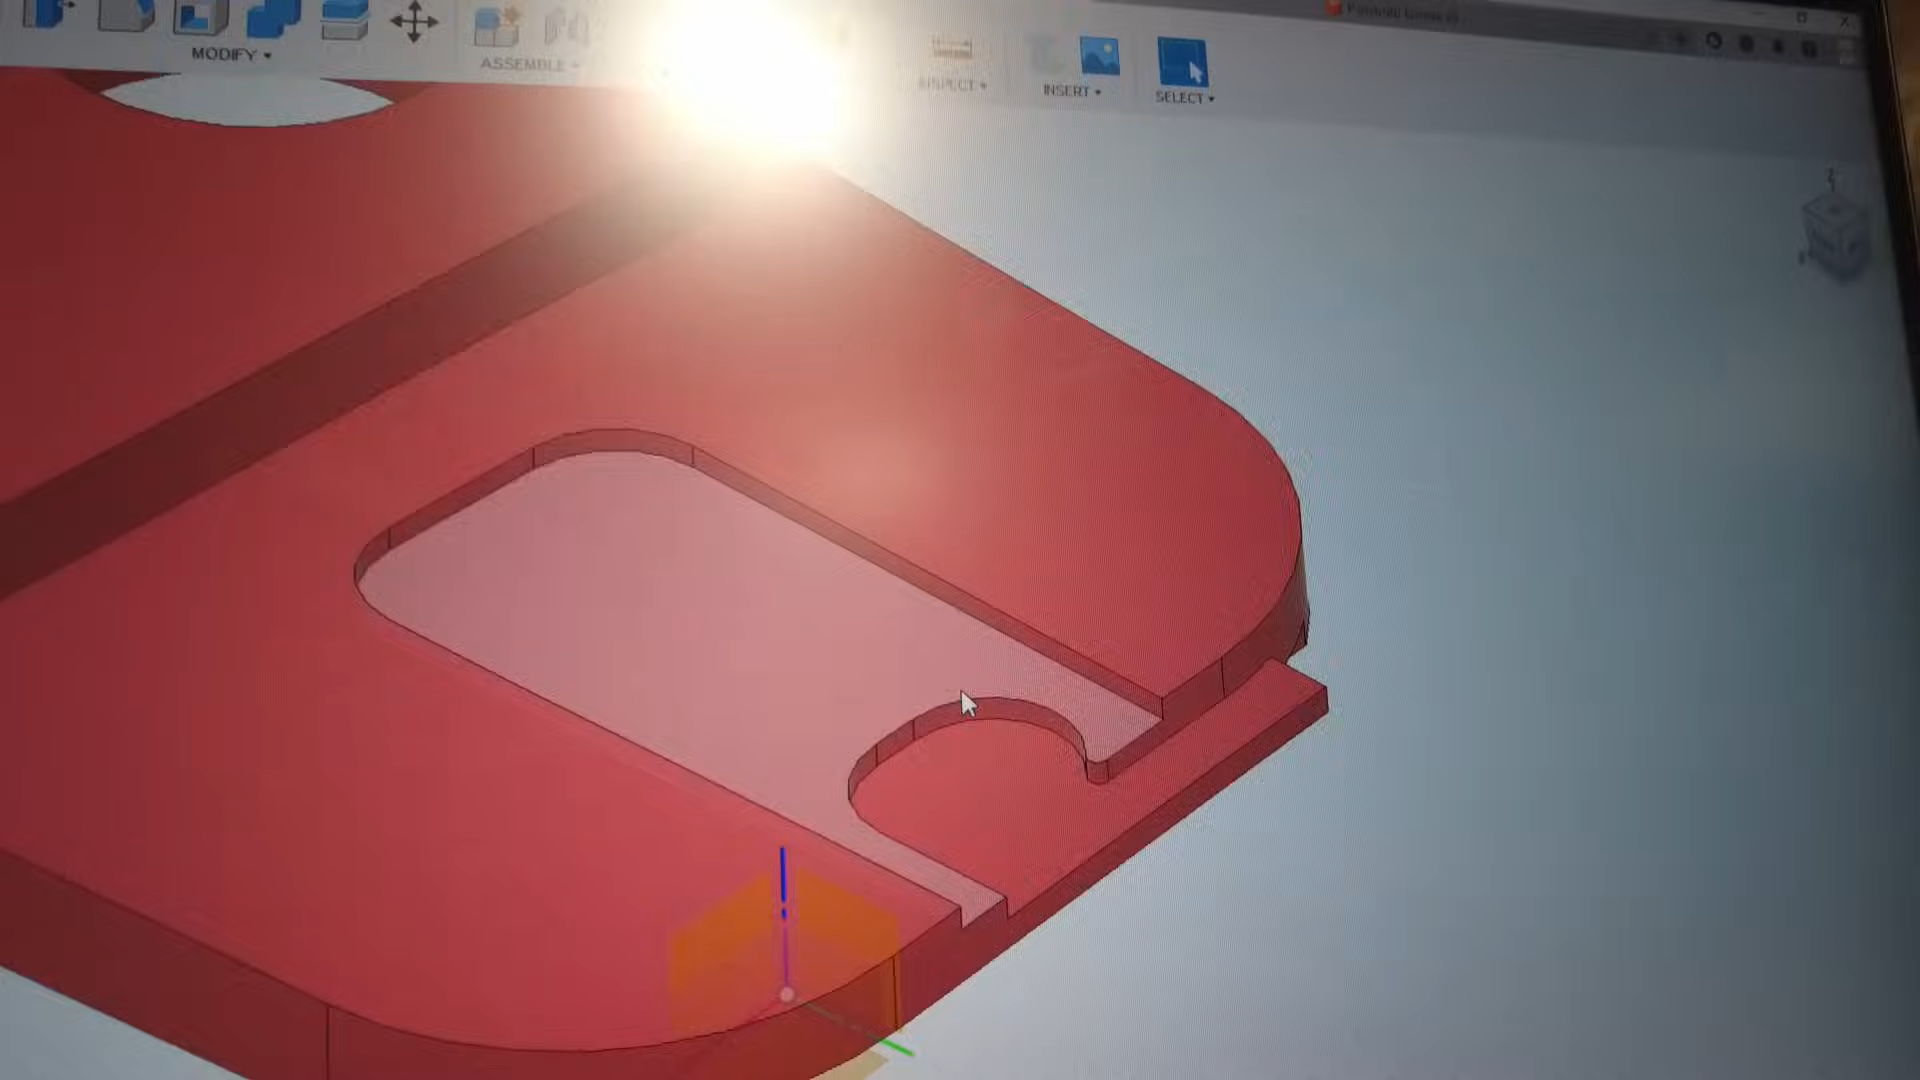 MODIFY ▾
ASSEMBLE ▾
INSPECT ▾
INSERT ▾
SELECT ▾
Z